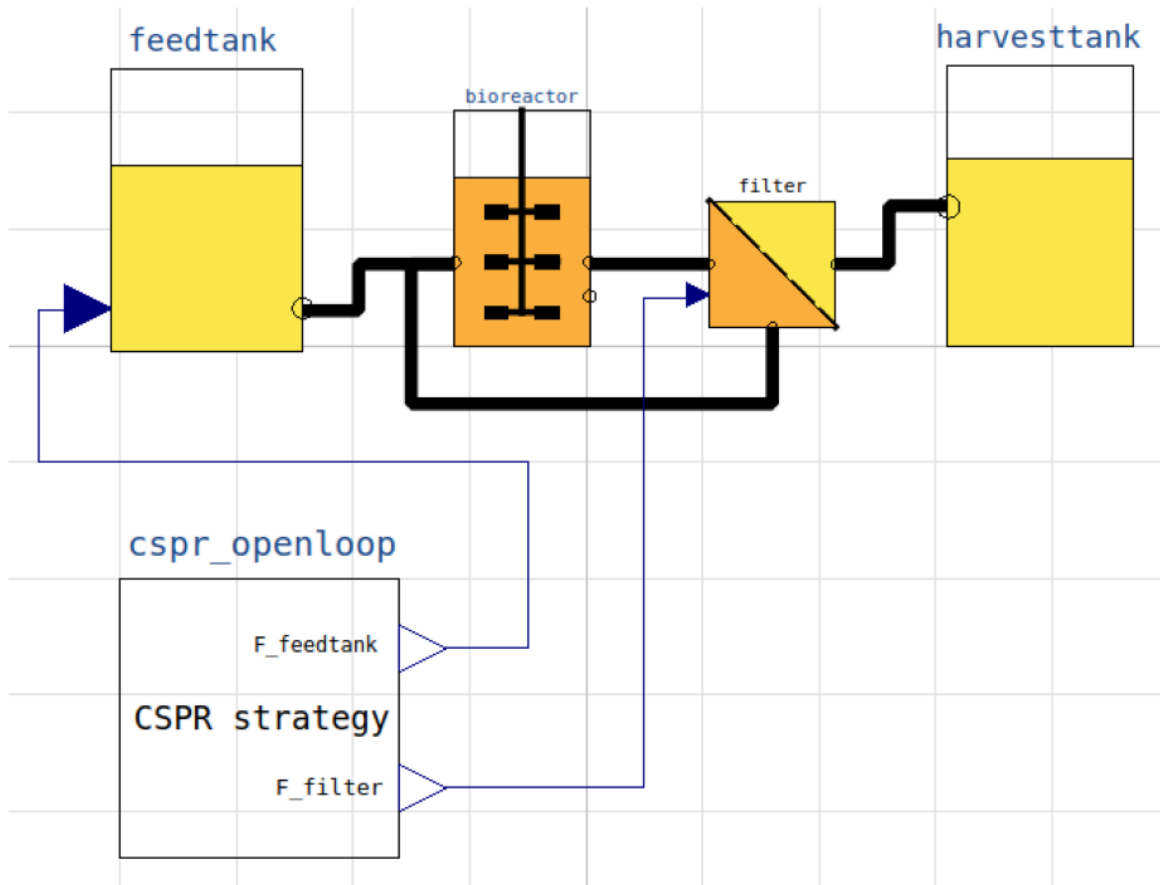 feedtank
harvesttank
bioreactor
filter
cspr_openloop
F_feedtank
CSPR strategy
F_filter